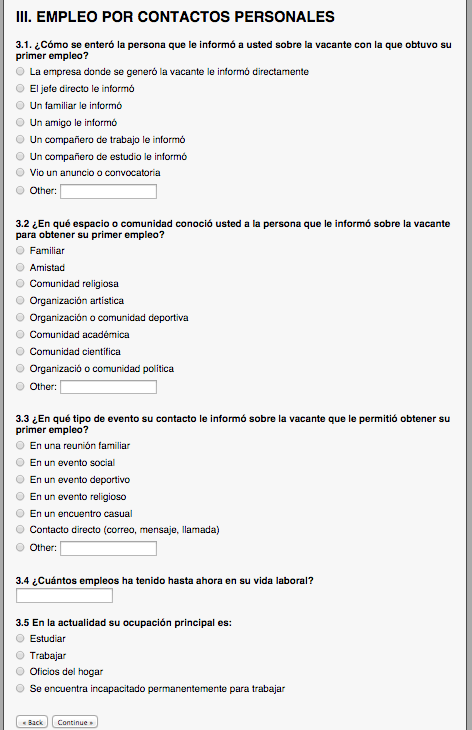 III. EMPLEO POR CONTACTOS PERSONALES
3.1. ¿Cómo se enteró la persona que le informó a usted sobre la vacante con la que obtuvo su
primer empleo?
La empresa donde se generó la vacante le informó directamente
El jefe directo le informó
Un familiar le informó
Un amigo le informó
Un compañero de trabajo le informó
Un compañero de estudio le informó
Vio un anuncio o convocatoria
Other:
3.2 ¿En qué espacio o comunidad conoció usted a la persona que le informó sobre la vacante
para obtener su primer empleo?
Familiar
Amistad
Comunidad religiosa
Organización artística
Organización o comunidad deportiva
Comunidad académica
Comunidad científica
Organizació o comunidad política
Other:
3.3 ¿En qué tipo de evento su contacto le informó sobre la vacante que le permitió obtener su
primer empleo?
En una reunión familiar
En un evento social
En un evento deportivo
En un evento religioso
En un encuentro casual
Contacto directo (correo, mensaje, llamada)
Other:
3.4 ¿Cuántos empleos ha tenido hasta ahora en su vida laboral?
3.5 En la actualidad su ocupación principal es:
Estudiar
Trabajar
Oficios del hogar
Se encuentra incapacitado permanentemente para trabajar
« Back Continue »